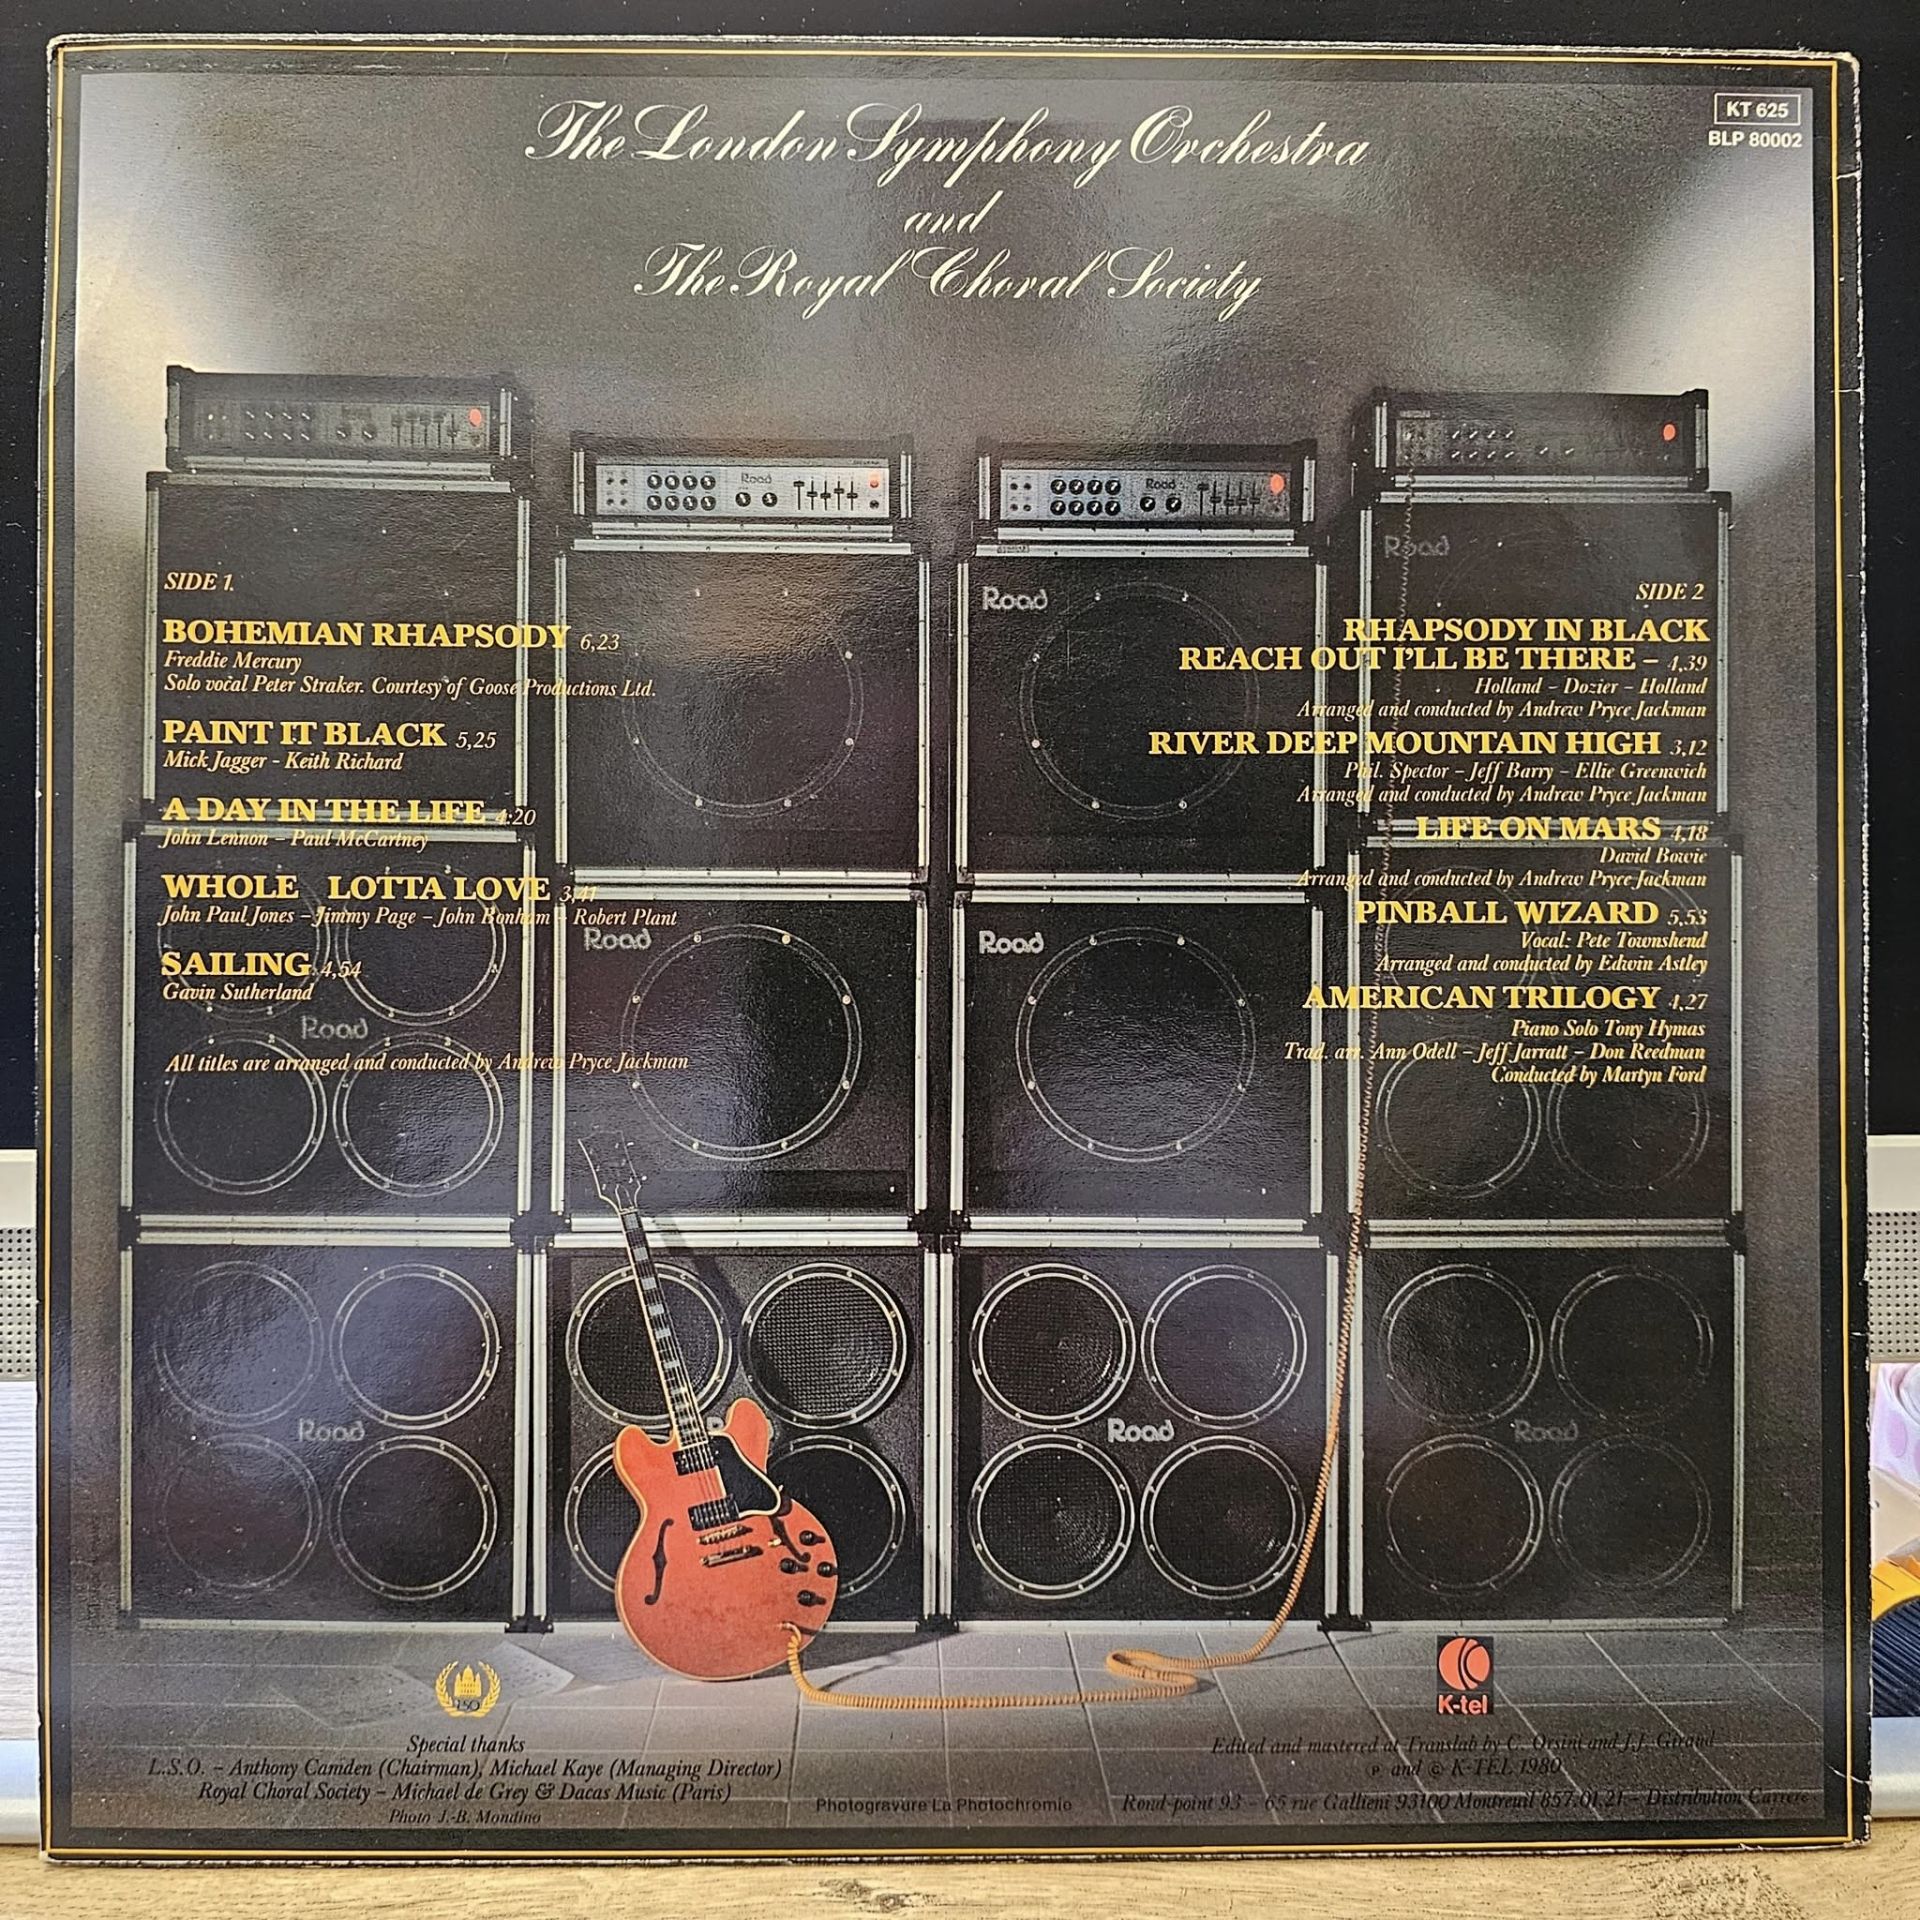 The London Symphony Orchestra
and
The Royal Choral Society
KT 625
BLP 80002
SIDE 1.
BOHEMIAN RHAPSODY 6,23
Freddie Mercury
Solo vocal Peter Straker. Courtesy of Goose Productions Ltd.
PAINT IT BLACK 5,25
Mick Jagger - Keith Richard
A DAY IN THE LIFE 4:20
John Lennon – Paul McCartney
WHOLE LOTTA LOVE 3,41
John Paul Jones – Jimmy Page – John Bonham – Robert Plant
SAILING 4,54
Gavin Sutherland
All titles are arranged and conducted by Andrew Pryce Jackman
SIDE 2
RHAPSODY IN BLACK
REACH OUT I'LL BE THERE – 4,39
Holland – Dozier – Holland
Arranged and conducted by Andrew Pryce Jackman
RIVER DEEP MOUNTAIN HIGH 3,12
Phil. Spector – Jeff Barry – Ellie Greenwich
Arranged and conducted by Andrew Pryce Jackman
LIFE ON MARS 4,18
David Bowie
Arranged and conducted by Andrew Pryce Jackman
PINBALL WIZARD 5,53
Vocal: Pete Townshend
Arranged and conducted by Edwin Astley
AMERICAN TRILOGY 4,27
Piano Solo Tony Hymas
Trad. arr. Ann Odell – Jeff Jarratt – Don Reedman
Conducted by Martyn Ford
Road
Road
Road
Road
Road
Road
Road
Road
Road
Road
Road
150
K-tel
Special thanks
L.S.O. – Anthony Camden (Chairman), Michael Kaye (Managing Director)
Royal Choral Society – Michael de Grey & Dacas Music (Paris)
Photo J.-B. Mondino
Photogravure La Photochromie
Edited and mastered at Translab by C. Orsini and J.J. Giraud
℗ and © K-TEL 1980
Rond-point 93 – 65 rue Gallieni 93100 Montreuil 857.01.21 – Distribution Carrere